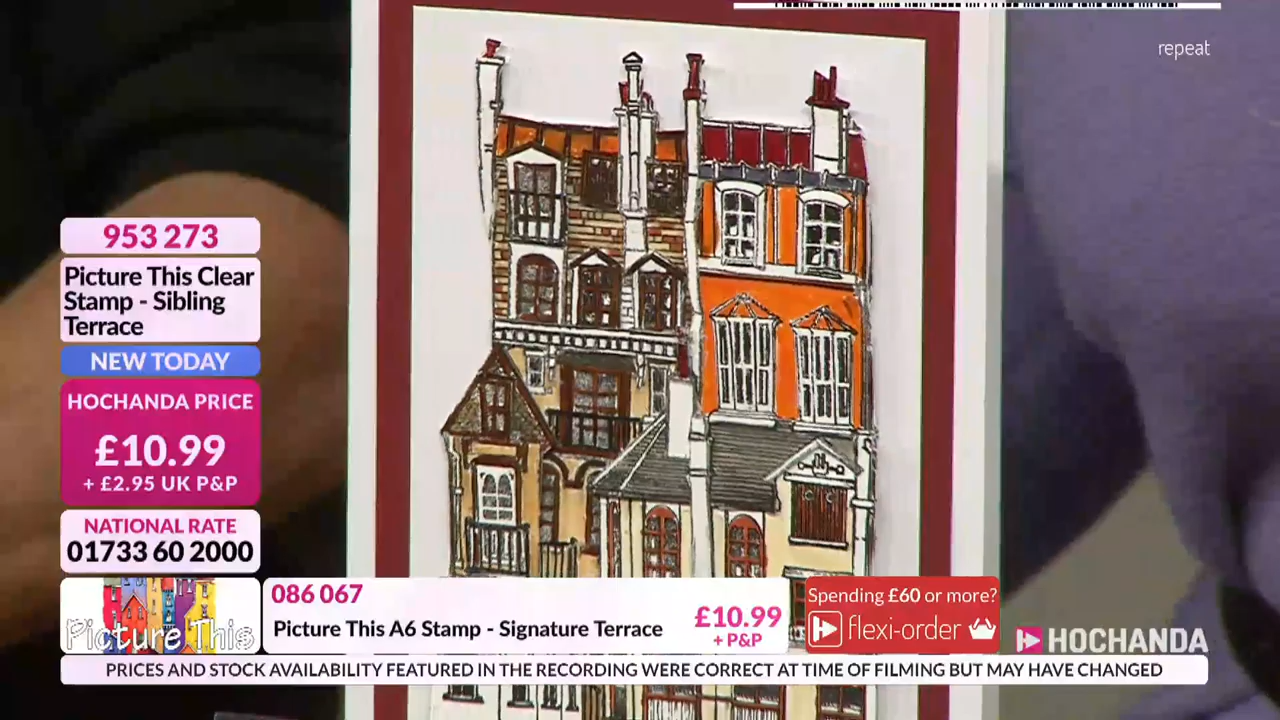 repeat
953 273
Picture This Clear
Stamp - Sibling
Terrace
NEW TODAY
HOCHANDA PRICE
£10.99
+ £2.95 UK P&P
NATIONAL RATE
01733 60 2000
Picture This
086 067
Picture This A6 Stamp - Signature Terrace
£10.99
+ P&P
Spending £60 or more?
flexi-order
HOCHANDA
PRICES AND STOCK AVAILABILITY FEATURED IN THE RECORDING WERE CORRECT AT TIME OF FILMING BUT MAY HAVE CHANGED